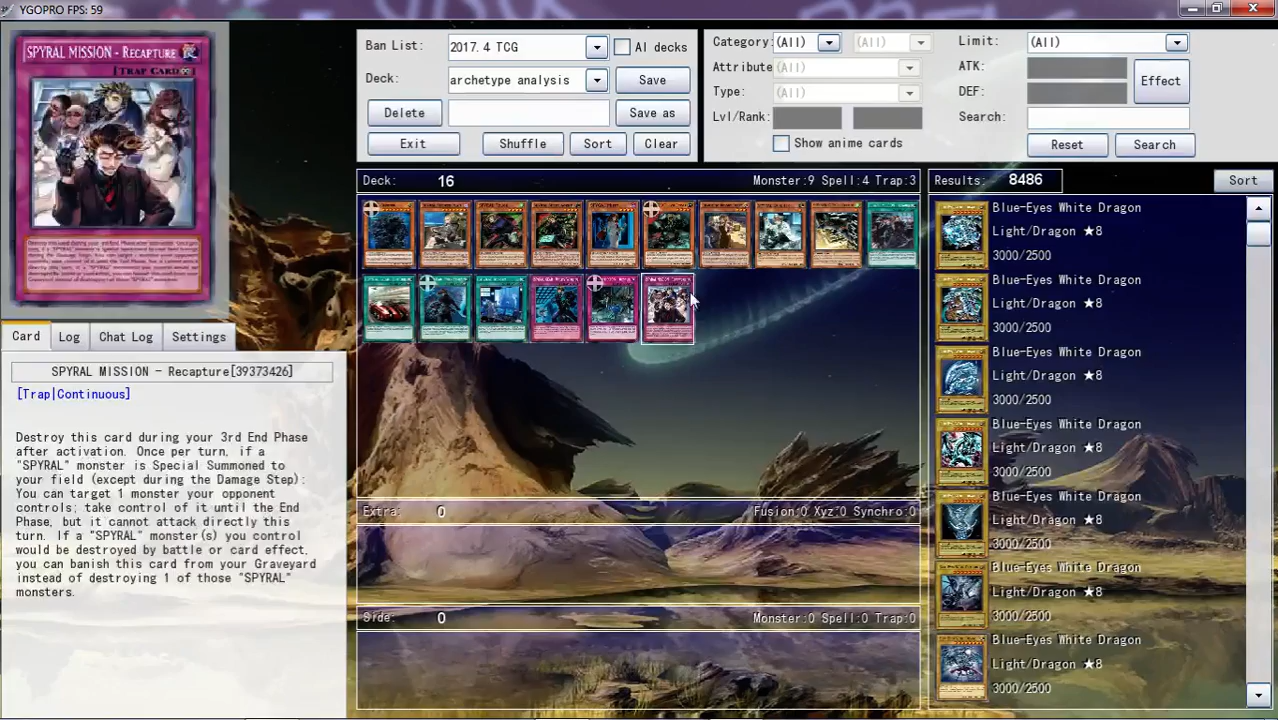 YGOPRO FPS: 59
SPYRAL MISSION - RECAPTURE
[TRAP CARD]
Card Log Chat Log Settings
SPYRAL MISSION - Recapture[39373426]
[Trap|Continuous]
Destroy this card during your 3rd End Phase
after activation. Once per turn, if a
"SPYRAL" monster is Special Summoned to
your field (except during the Damage Step):
You can target 1 monster your opponent
controls; take control of it until the End
Phase, but it cannot attack directly this
turn. If a "SPYRAL" monster(s) you control
would be destroyed by battle or card effect,
you can banish this card from your Graveyard
instead of destroying 1 of those "SPYRAL"
monsters.
Ban List: 2017.4 TCG AI decks
Deck: archetype analysis Save
Delete Save as
Exit Shuffle Sort Clear
Category: (All) (All) Limit: (All)
Attribute (All) ATK:
Type: (All) DEF: Effect
Lvl/Rank: Search:
Show anime cards Reset Search
Deck: 16 Monster:9 Spell:4 Trap:3
Extra: 0 Fusion:0 Xyz:0 Synchro:0
Side: 0 Monster:0 Spell:0 Trap:0
Results: 8486 Sort
Blue-Eyes White Dragon
Light/Dragon ★8
3000/2500
Blue-Eyes White Dragon
Light/Dragon ★8
3000/2500
Blue-Eyes White Dragon
Light/Dragon ★8
3000/2500
Blue-Eyes White Dragon
Light/Dragon ★8
3000/2500
Blue-Eyes White Dragon
Light/Dragon ★8
3000/2500
Blue-Eyes White Dragon
Light/Dragon ★8
3000/2500
Blue-Eyes White Dragon
Light/Dragon ★8
3000/2500